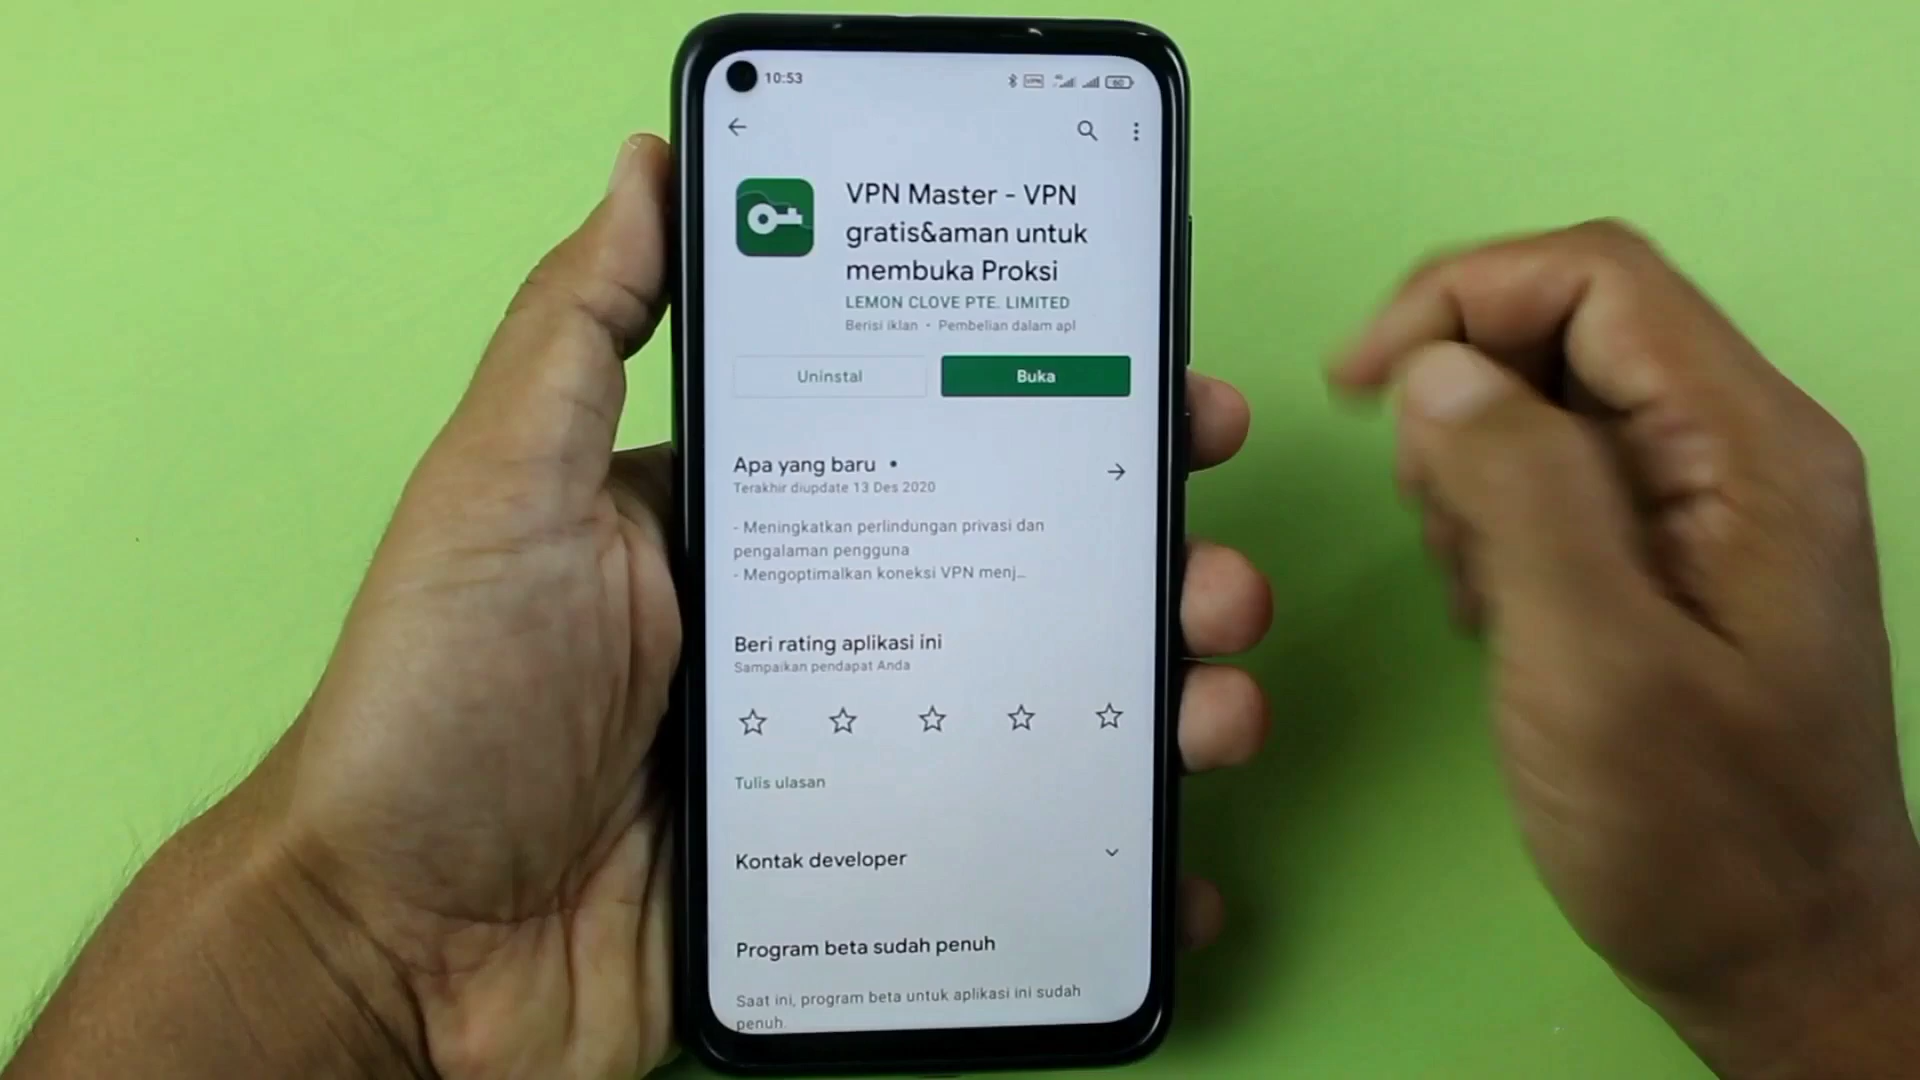 10:53
VPN
4G
60
VPN Master - VPN
gratis&aman untuk
membuka Proksi
LEMON CLOVE PTE. LIMITED
Berisi iklan • Pembelian dalam apl
Uninstal
Buka
Apa yang baru •
Terakhir diupdate 13 Des 2020
- Meningkatkan perlindungan privasi dan
pengalaman pengguna
- Mengoptimalkan koneksi VPN menj...
Beri rating aplikasi ini
Sampaikan pendapat Anda
Tulis ulasan
Kontak developer
Program beta sudah penuh
Saat ini, program beta untuk aplikasi ini sudah
penuh.